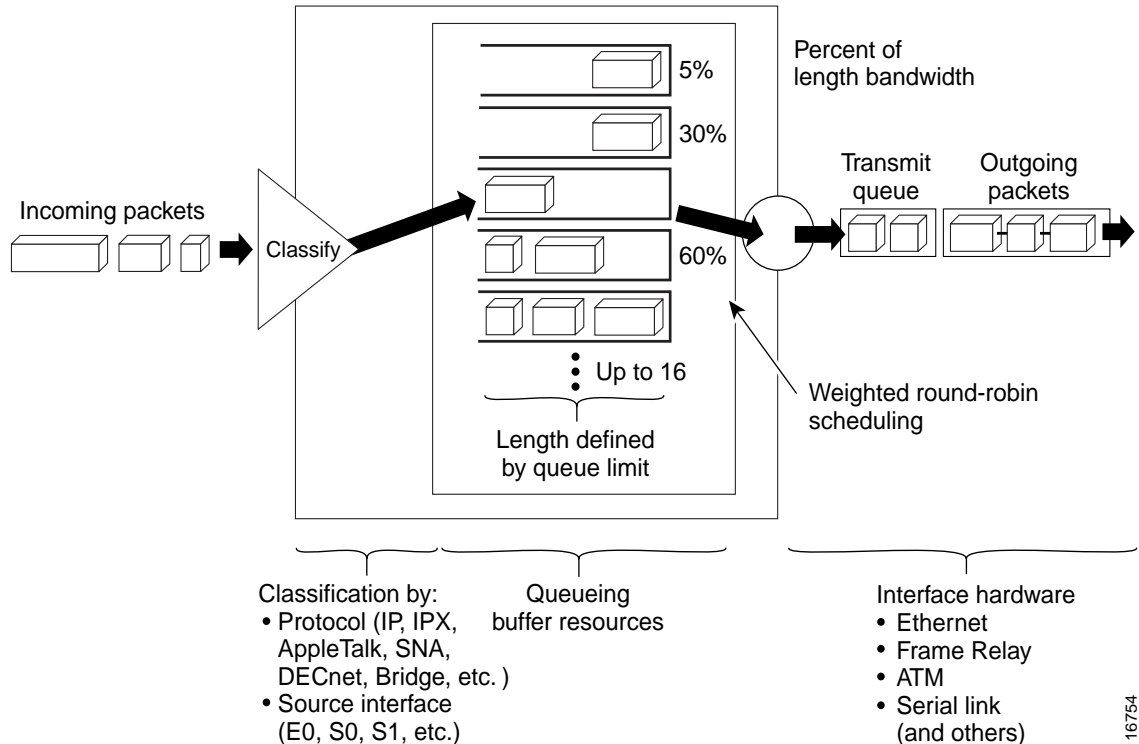 Percent of
length bandwidth
5%
30%
60%
Transmit
queue
Outgoing
packets
Incoming packets
Classify
Up to 16
Weighted round-robin
scheduling
Length defined
by queue limit
Classification by:
• Protocol (IP, IPX,
AppleTalk, SNA,
DECnet, Bridge, etc. )
• Source interface
(E0, S0, S1, etc.)
Queueing
buffer resources
Interface hardware
• Ethernet
• Frame Relay
• ATM
• Serial link
(and others)
16754